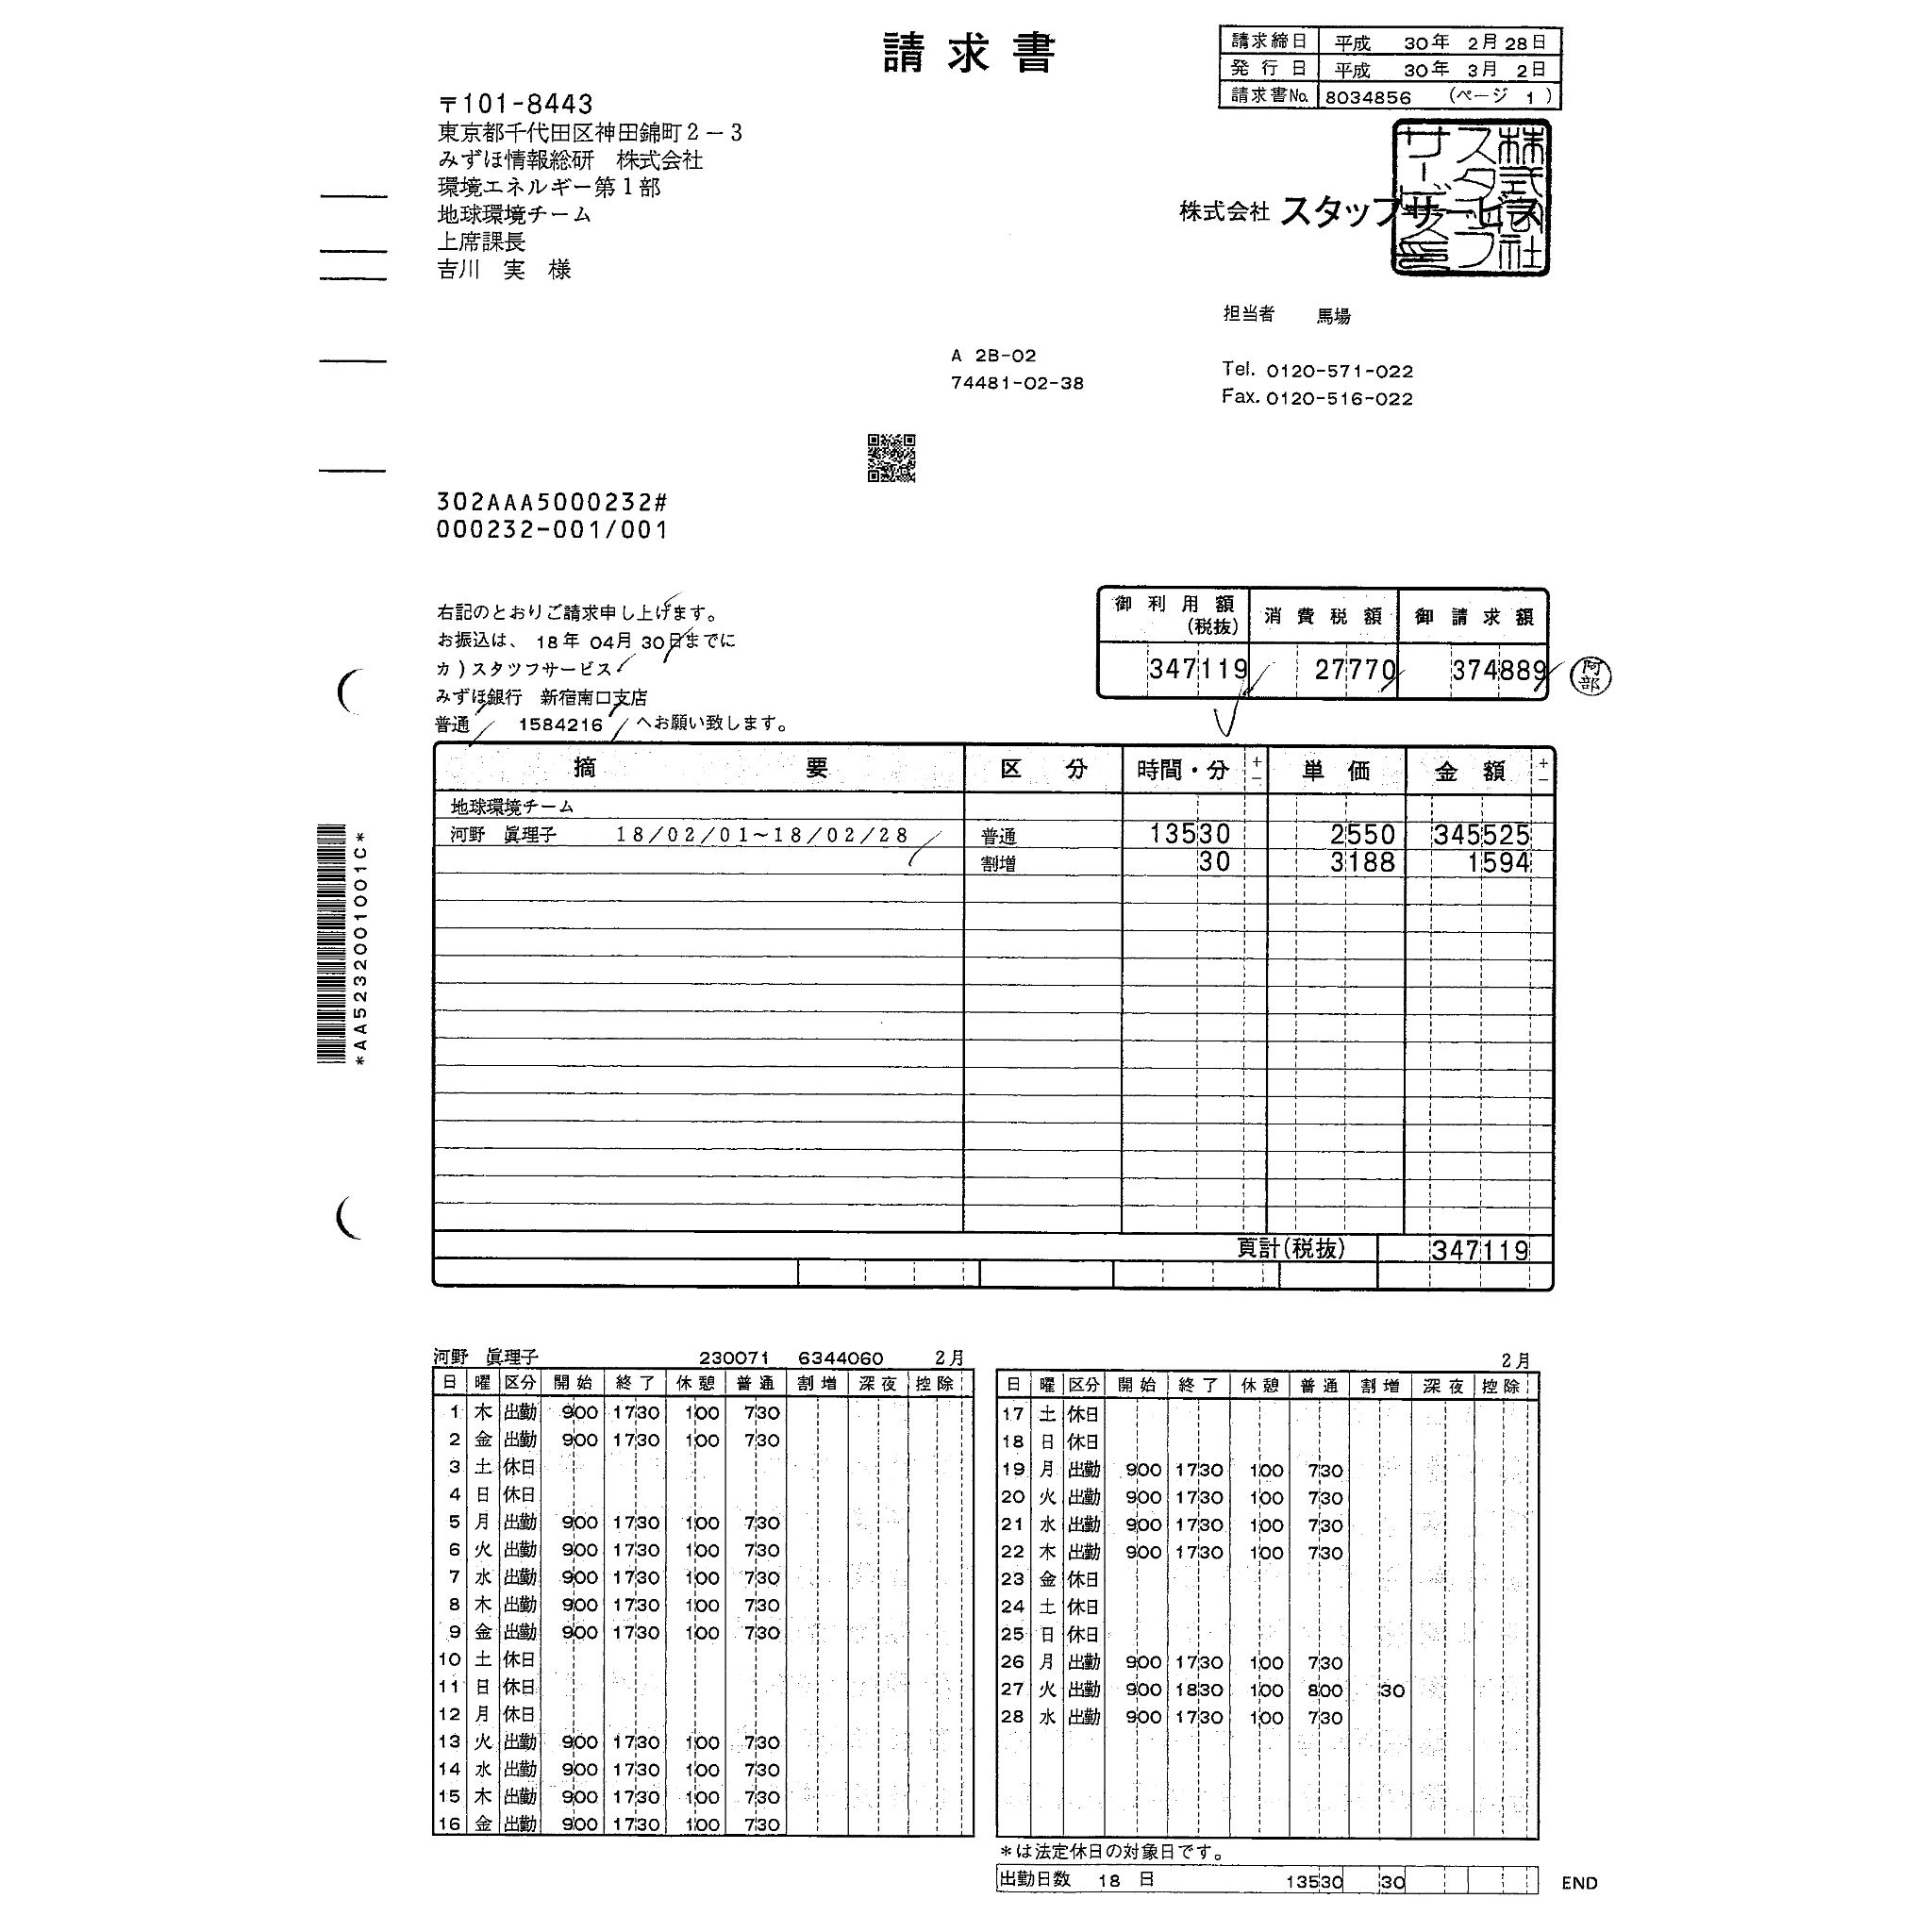 請求書
請求締日 平成 30年 2月 28日
発行日 平成 30年 3月 2日
請求書No. 8034856 (ページ 1)
〒101-8443
東京都千代田区神田錦町2-3
みずほ情報総研 株式会社
環境エネルギー第1部
地球環境チーム
上席課長
吉川 実 様
株式会社 スタッフサービス
担当者 馬場
A 2B-02
74481-02-38
Tel. 0120-571-022
Fax. 0120-516-022
302AAA5000232#
000232-001/001
右記のとおりご請求申し上げます。
お振込は、 18年 04月 30日までに
カ)スタツフサービス
みずほ銀行 新宿南口支店
普通 1584216 へお願い致します。
御利用額(税抜) 消費税額 御請求額
347119 27770 374889
阿部
摘要 区分 時間・分 +- 単価 金額 +-
地球環境チーム
河野 眞理子 18/02/01~18/02/28 普通 13530 2550 345525
割増 30 3188 1594
頁計(税抜) 347119
*AA5232001001C*
河野 眞理子 230071 6344060 2月
日 曜 区分 開始 終了 休憩 普通 割増 深夜 控除
1 木 出勤 900 1730 100 730
2 金 出勤 900 1730 100 730
3 土 休日
4 日 休日
5 月 出勤 900 1730 100 730
6 火 出勤 900 1730 100 730
7 水 出勤 900 1730 100 730
8 木 出勤 900 1730 100 730
9 金 出勤 900 1730 100 730
10 土 休日
11 日 休日
12 月 休日
13 火 出勤 900 1730 100 730
14 水 出勤 900 1730 100 730
15 木 出勤 900 1730 100 730
16 金 出勤 900 1730 100 730
2月
日 曜 区分 開始 終了 休憩 普通 割増 深夜 控除
17 土 休日
18 日 休日
19 月 出勤 900 1730 100 730
20 火 出勤 900 1730 100 730
21 水 出勤 900 1730 100 730
22 木 出勤 900 1730 100 730
23 金 休日
24 土 休日
25 日 休日
26 月 出勤 900 1730 100 730
27 火 出勤 900 1830 100 800 30
28 水 出勤 900 1730 100 730
*は法定休日の対象日です。
出勤日数 18 日 13530 30
END